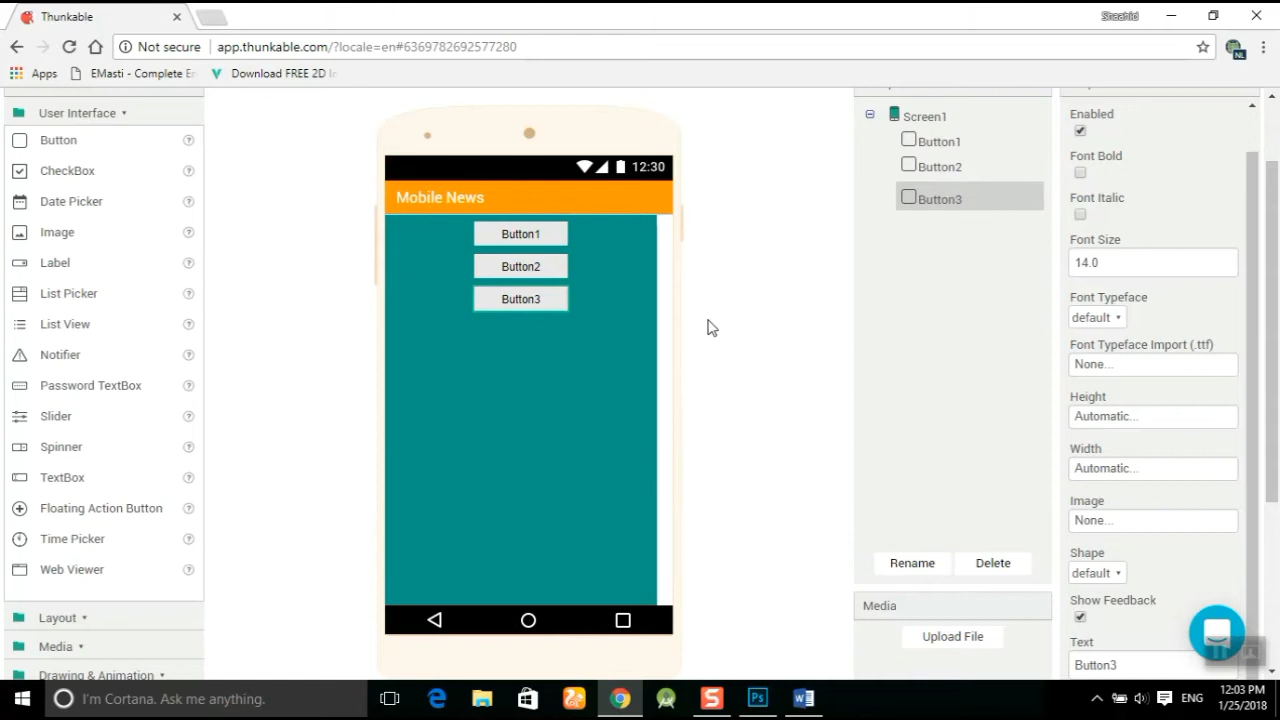 Thunkable
Shaahid
Not secure
app.thunkable.com/?locale=en#6369782692577280
Apps
EMasti - Complete En
Download FREE 2D
NL
User Interface
Button
CheckBox
Date Picker
Image
Label
List Picker
List View
Notifier
Password TextBox
Slider
Spinner
TextBox
Floating Action Button
Time Picker
Web Viewer
Layout
Media
Drawing & Animation
12:30
Mobile News
Button1
Button2
Button3
Screen1
Button1
Button2
Button3
Rename
Delete
Media
Upload File
Enabled
Font Bold
Font Italic
Font Size
14.0
Font Typeface
default
Font Typeface Import (.ttf)
None...
Height
Automatic...
Width
Automatic...
Image
None...
Shape
default
Show Feedback
Text
Button3
I'm Cortana. Ask me anything.
ENG
12:03 PM
1/25/2018